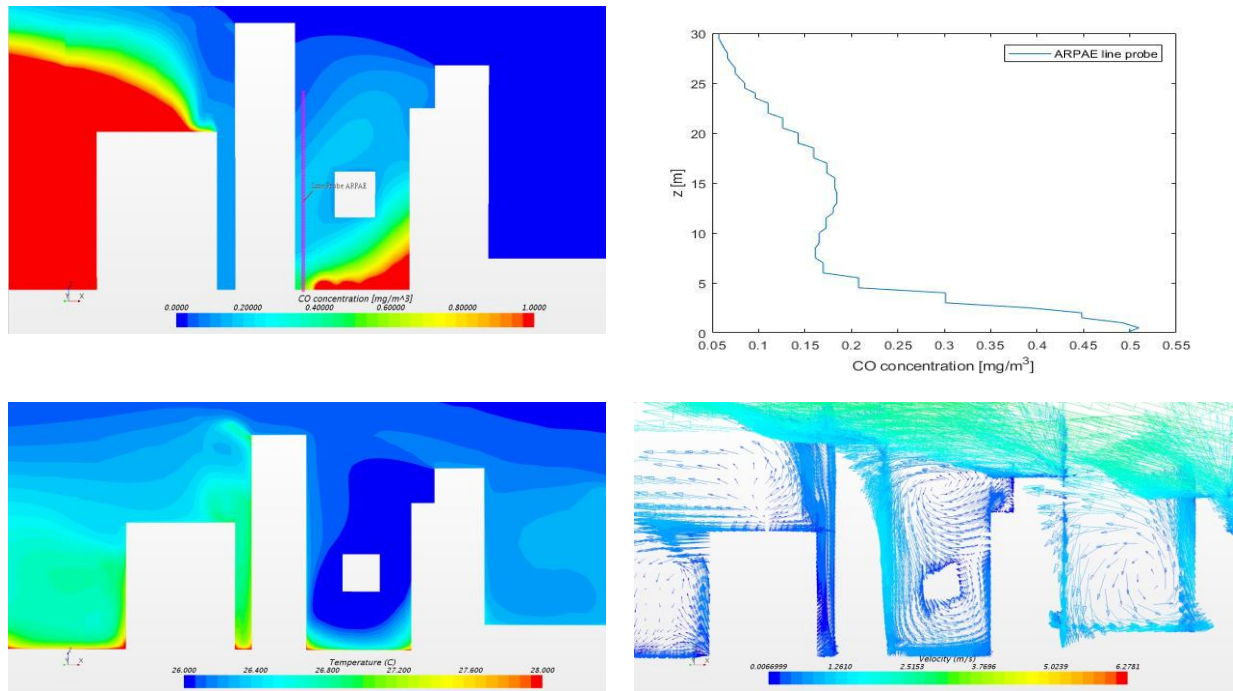 Line Probe ARPAE
Y X
CO concentration [mg/m^3]
0.0000 0.20000 0.40000 0.60000 0.80000 1.0000
ARPAE line probe
30
25
20
15
10
5
0
z [m]
0.05 0.1 0.15 0.2 0.25 0.3 0.35 0.4 0.45 0.5 0.55
CO concentration [mg/m3]
Y X
Temperature (C)
26.000 26.400 26.800 27.200 27.600 28.000
X
Velocity (m/s)
0.0066999 1.2610 2.5153 3.7696 5.0239 6.2781